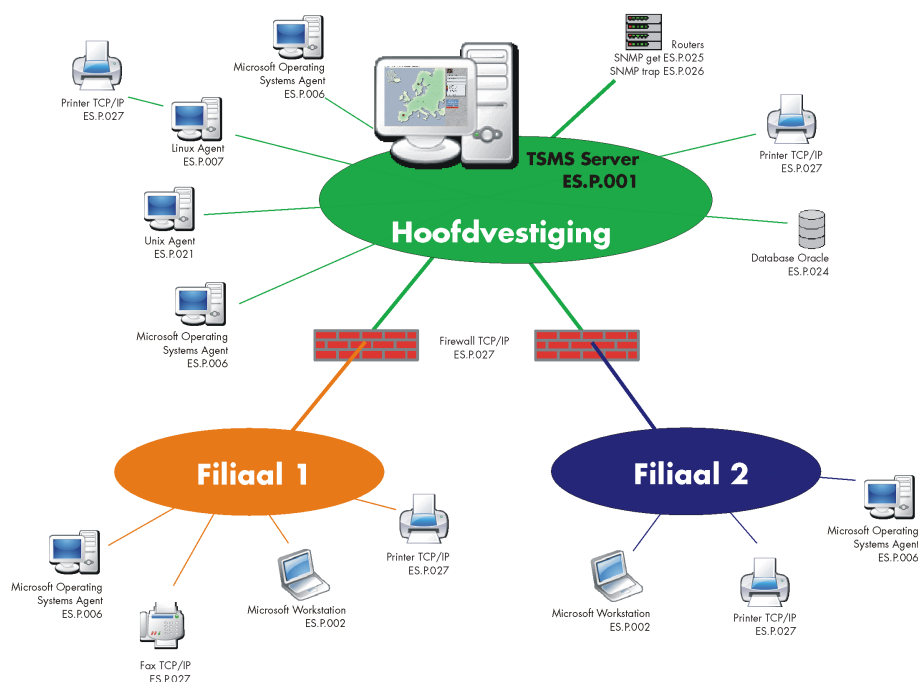 Microsoft Operating
Systems Agent
ES.P.006
Routers
SNMP get ES.P.025
SNMP trap ES.P.026
Printer TCP/IP
ES.P.027
Linux Agent
ES.P.007
TSMS Server
ES.P.001
Printer TCP/IP
ES.P.027
Hoofdvestiging
Unix Agent
ES.P.021
Database Oracle
ES.P.024
Microsoft Operating
Systems Agent
ES.P.006
Firewall TCP/IP
ES.P.027
Filiaal 1
Filiaal 2
Microsoft Operating
Systems Agent
ES.P.006
Fax TCP/IP
ES.P.027
Microsoft Workstation
ES.P.002
Printer TCP/IP
ES.P.027
Microsoft Workstation
ES.P.002
Printer TCP/IP
ES.P.027
Microsoft Operating
Systems Agent
ES.P.006